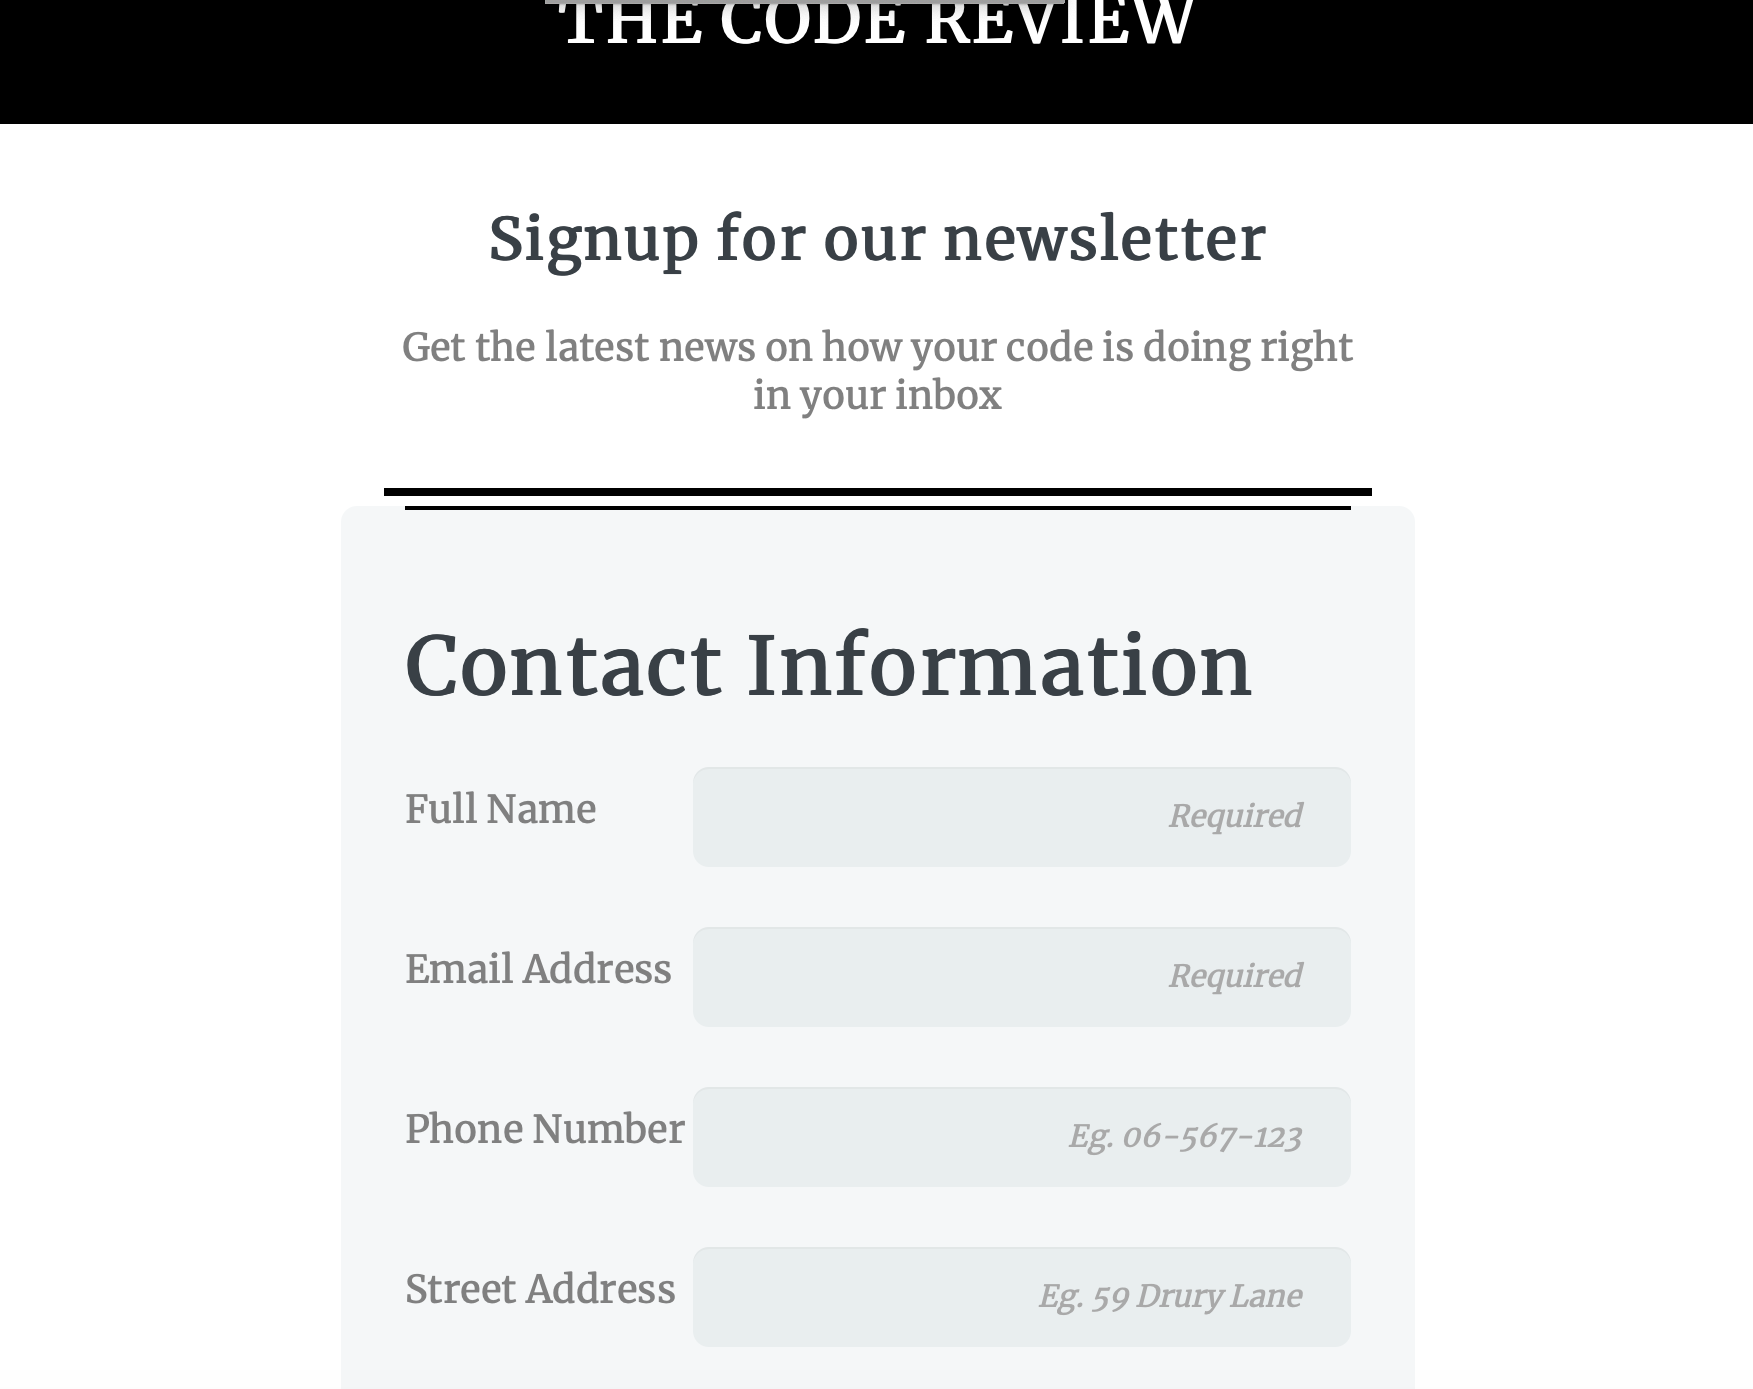 THE CODE REVIEW
Signup for our newsletter
Get the latest news on how your code is doing right
in your inbox
Contact Information
Full Name
Required
Email Address
Required
Phone Number
Eg. 06-567-123
Street Address
Eg. 59 Drury Lane